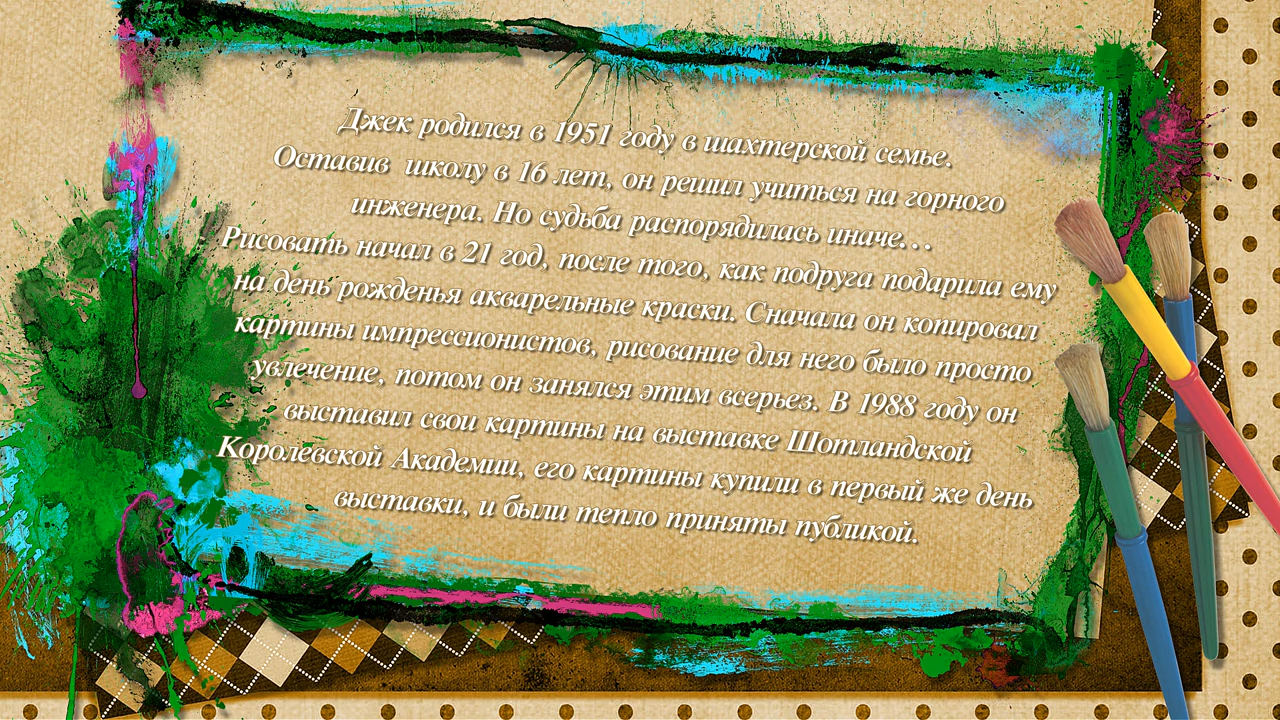 Джек родился в 1951 году в шахтерской семье.
Оставив школу в 16 лет, он решил учиться на горного
инженера. Но судьба распорядилась иначе…
Рисовать начал в 21 год, после того, как подруга подарила ему
на день рожденья акварельные краски. Сначала он копировал
картины импрессионистов, рисование для него было просто
увлечение, потом он занялся этим всерьез. В 1988 году он
выставил свои картины на выставке Шотландской
Королевской Академии, его картины купили в первый же день
выставки, и были тепло приняты публикой.